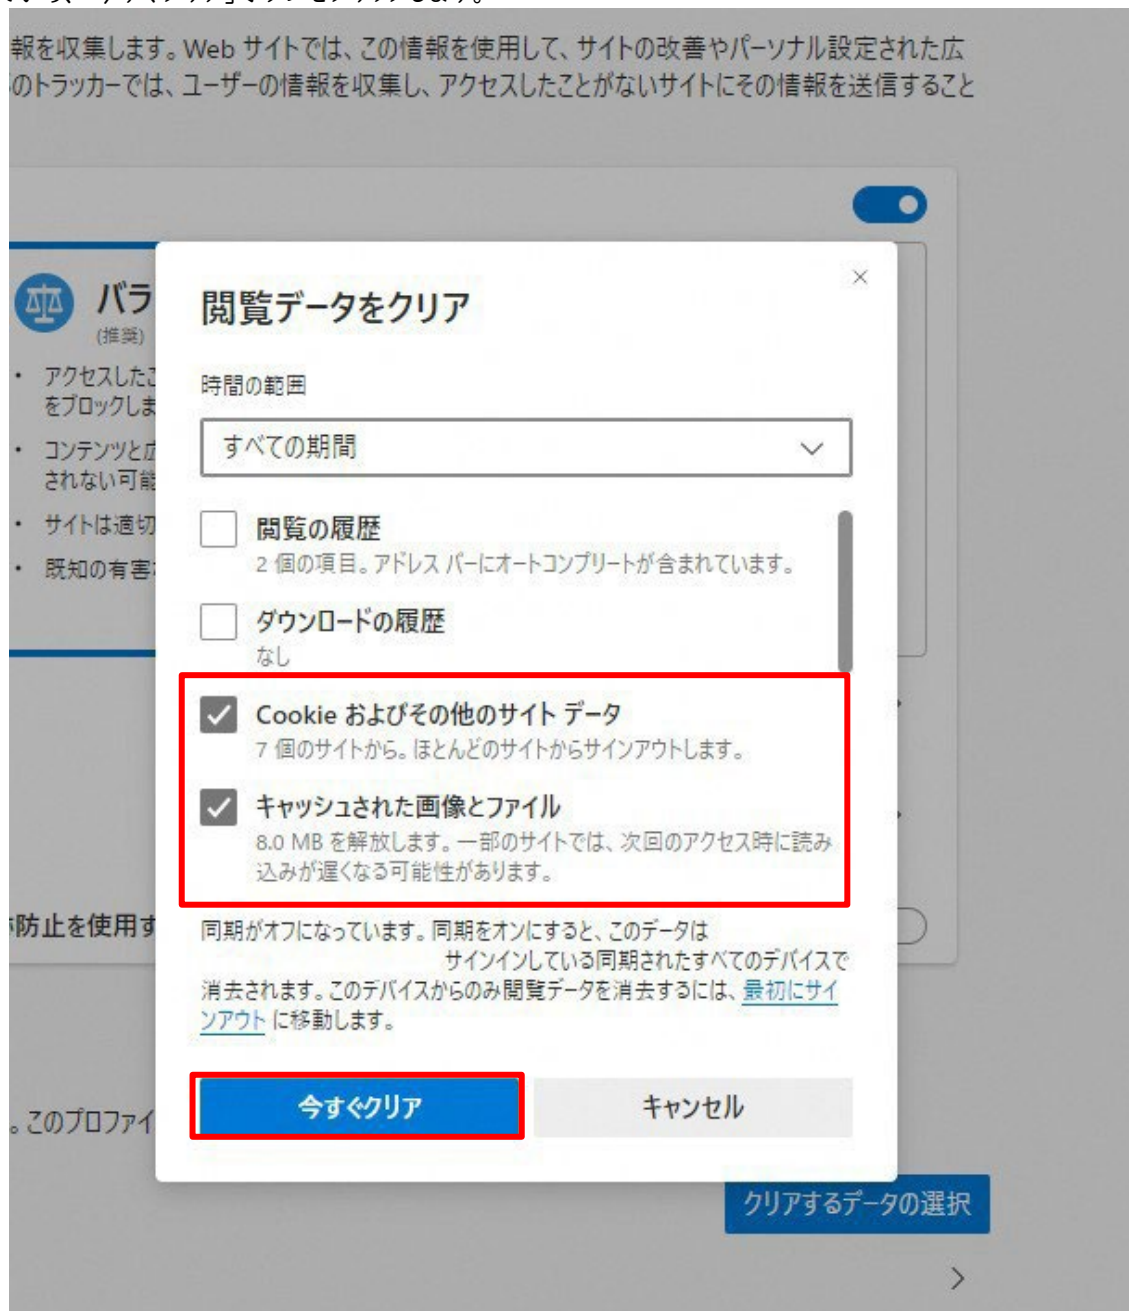 報を収集します。Web サイトでは、この情報を使用して、サイトの改善やパーソナル設定された広
のトラッカーでは、ユーザーの情報を収集し、アクセスしたことがないサイトにその情報を送信すること
バラ
(推奨)
・ アクセスしたこ
をブロックしま
・ コンテンツと広
されない可能
・ サイトは適切
・ 既知の有害
閲覧データをクリア
時間の範囲
すべての期間
閲覧の履歴
2 個の項目。アドレス バーにオートコンプリートが含まれています。
ダウンロードの履歴
なし
Cookie およびその他のサイト データ
7 個のサイトから。ほとんどのサイトからサインアウトします。
キャッシュされた画像とファイル
8.0 MB を解放します。一部のサイトでは、次回のアクセス時に読み
込みが遅くなる可能性があります。
同期がオフになっています。同期をオンにすると、このデータは
サインインしている同期されたすべてのデバイスで
消去されます。このデバイスからのみ閲覧データを消去するには、最初にサイ
ンアウト に移動します。
今すぐクリア
キャンセル
防止を使用す
。このプロファイ
クリアするデータの選択